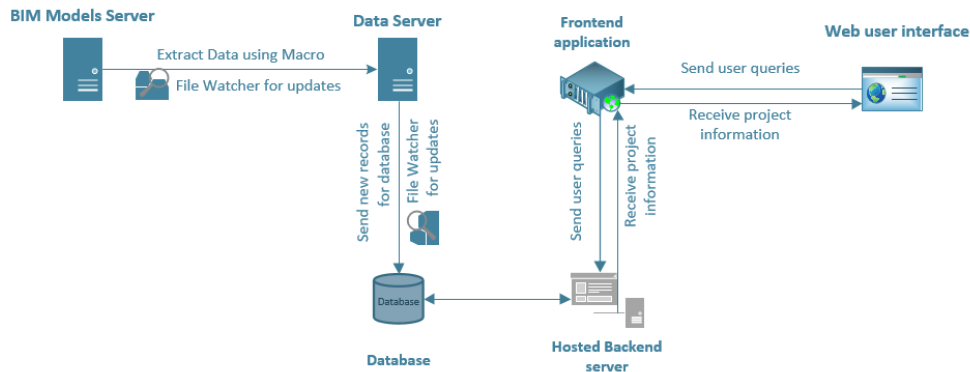 BIM Models Server
Data Server
Frontend
application
Web user interface
Extract Data using Macro
File Watcher for updates
Send user queries
Receive project
information
Send new records
for database
File Watcher
for updates
Send user queries
Receive project
information
Database
Database
Hosted Backend
server